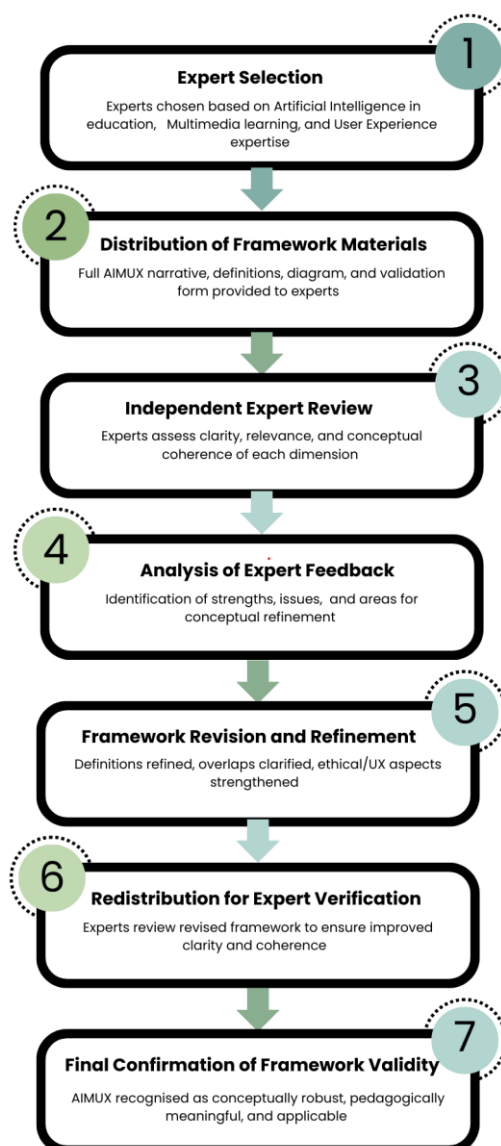 1
Expert Selection
Experts chosen based on Artificial Intelligence in
education, Multimedia learning, and User Experience
expertise
2
Distribution of Framework Materials
Full AIMUX narrative, definitions, diagram, and validation
form provided to experts
3
Independent Expert Review
Experts assess clarity, relevance, and conceptual
coherence of each dimension
4
Analysis of Expert Feedback
Identification of strengths, issues, and areas for
conceptual refinement
5
Framework Revision and Refinement
Definitions refined, overlaps clarified, ethical/UX aspects
strengthened
6
Redistribution for Expert Verification
Experts review revised framework to ensure improved
clarity and coherence
7
Final Confirmation of Framework Validity
AIMUX recognised as conceptually robust, pedagogically
meaningful, and applicable